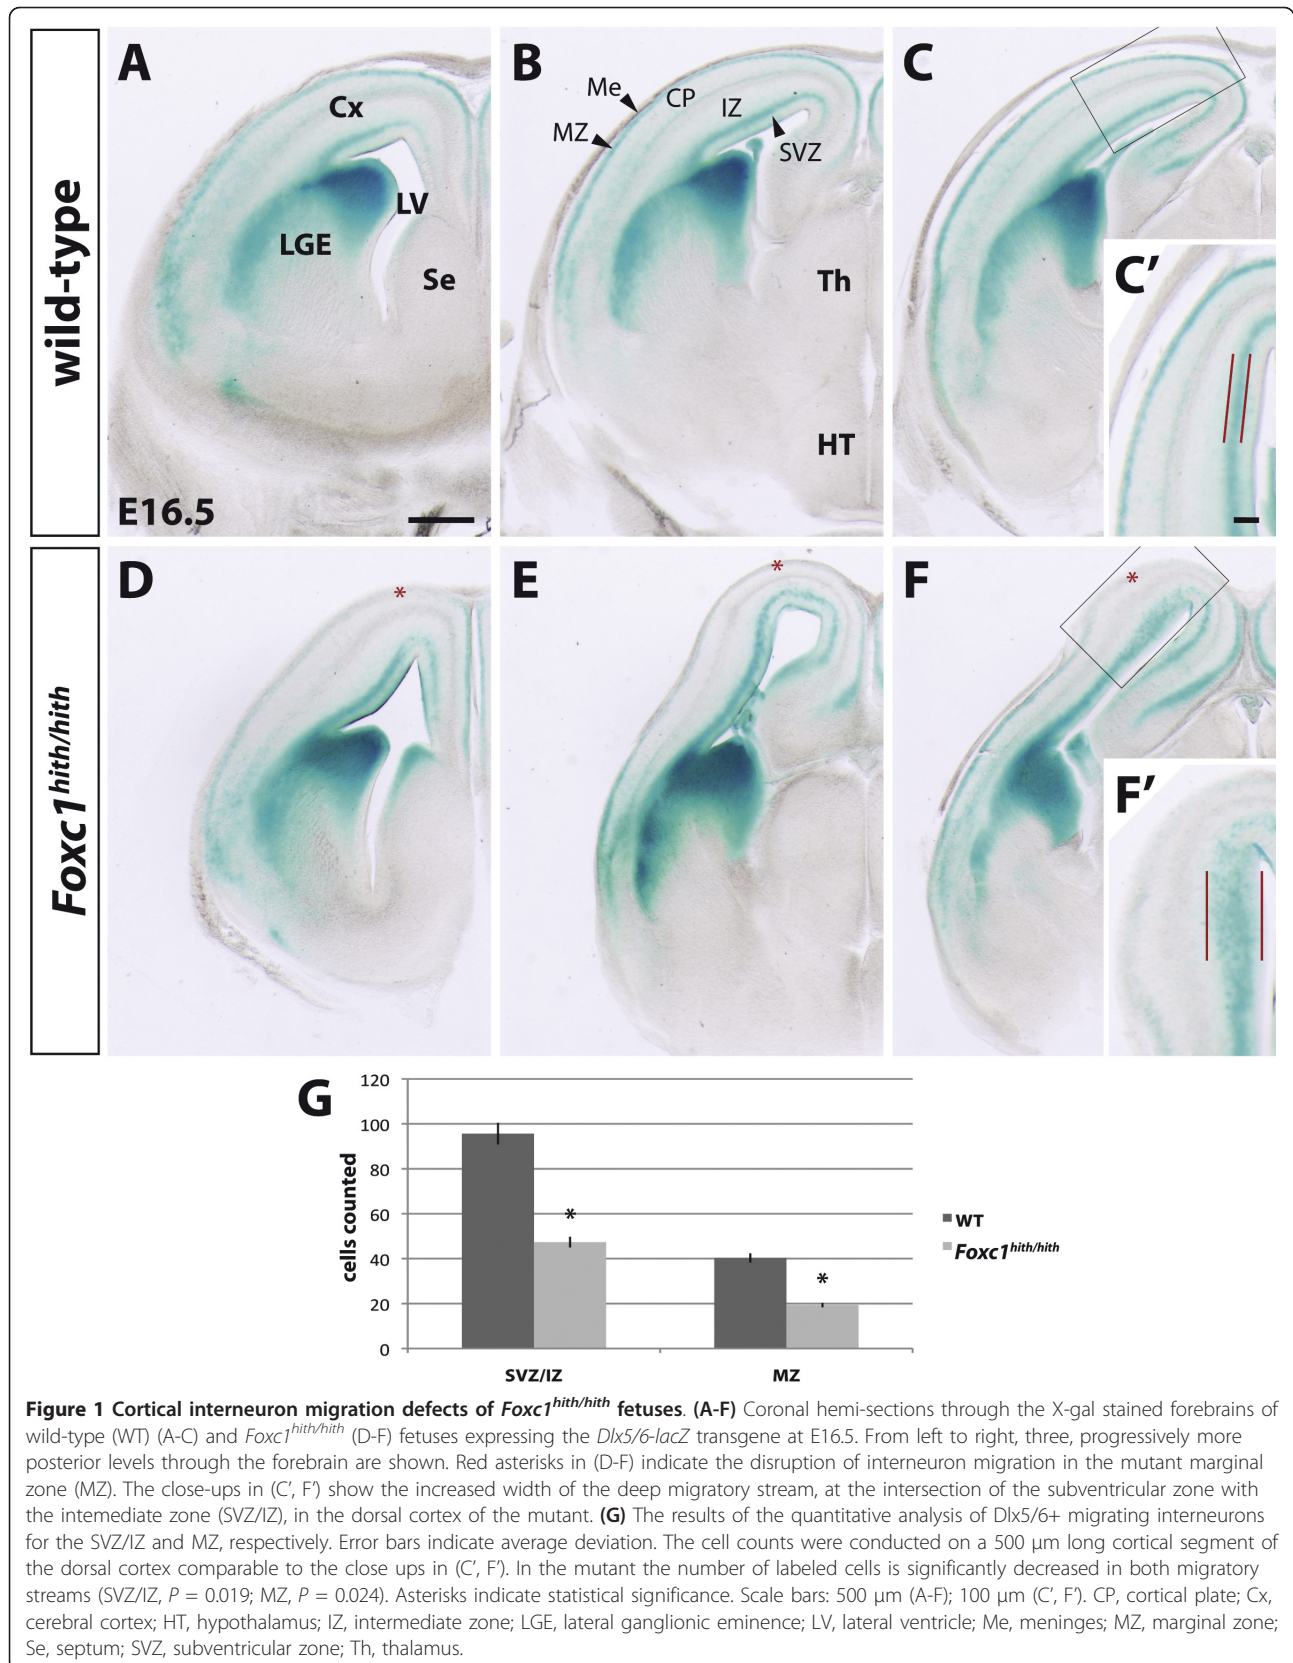 wild-type
A
Cx
LV
LGE
Se
E16.5
B
Me
MZ
CP
IZ
SVZ
Th
HT
C
C′
Foxc1hith/hith
D
*
E
*
F
*
F′
G
120
100
80
60
40
20
0
cells counted
*
*
SVZ/IZ
MZ
WT
Foxc1hith/hith
Figure 1 Cortical interneuron migration defects of Foxc1hith/hith fetuses. (A-F) Coronal hemi-sections through the X-gal stained forebrains of
wild-type (WT) (A-C) and Foxc1hith/hith (D-F) fetuses expressing the Dlx5/6-lacZ transgene at E16.5. From left to right, three, progressively more
posterior levels through the forebrain are shown. Red asterisks in (D-F) indicate the disruption of interneuron migration in the mutant marginal
zone (MZ). The close-ups in (C′, F′) show the increased width of the deep migratory stream, at the intersection of the subventricular zone with
the intemediate zone (SVZ/IZ), in the dorsal cortex of the mutant. (G) The results of the quantitative analysis of Dlx5/6+ migrating interneurons
for the SVZ/IZ and MZ, respectively. Error bars indicate average deviation. The cell counts were conducted on a 500 μm long cortical segment of
the dorsal cortex comparable to the close ups in (C′, F′). In the mutant the number of labeled cells is significantly decreased in both migratory
streams (SVZ/IZ, P = 0.019; MZ, P = 0.024). Asterisks indicate statistical significance. Scale bars: 500 μm (A-F); 100 μm (C′, F′). CP, cortical plate; Cx,
cerebral cortex; HT, hypothalamus; IZ, intermediate zone; LGE, lateral ganglionic eminence; LV, lateral ventricle; Me, meninges; MZ, marginal zone;
Se, septum; SVZ, subventricular zone; Th, thalamus.